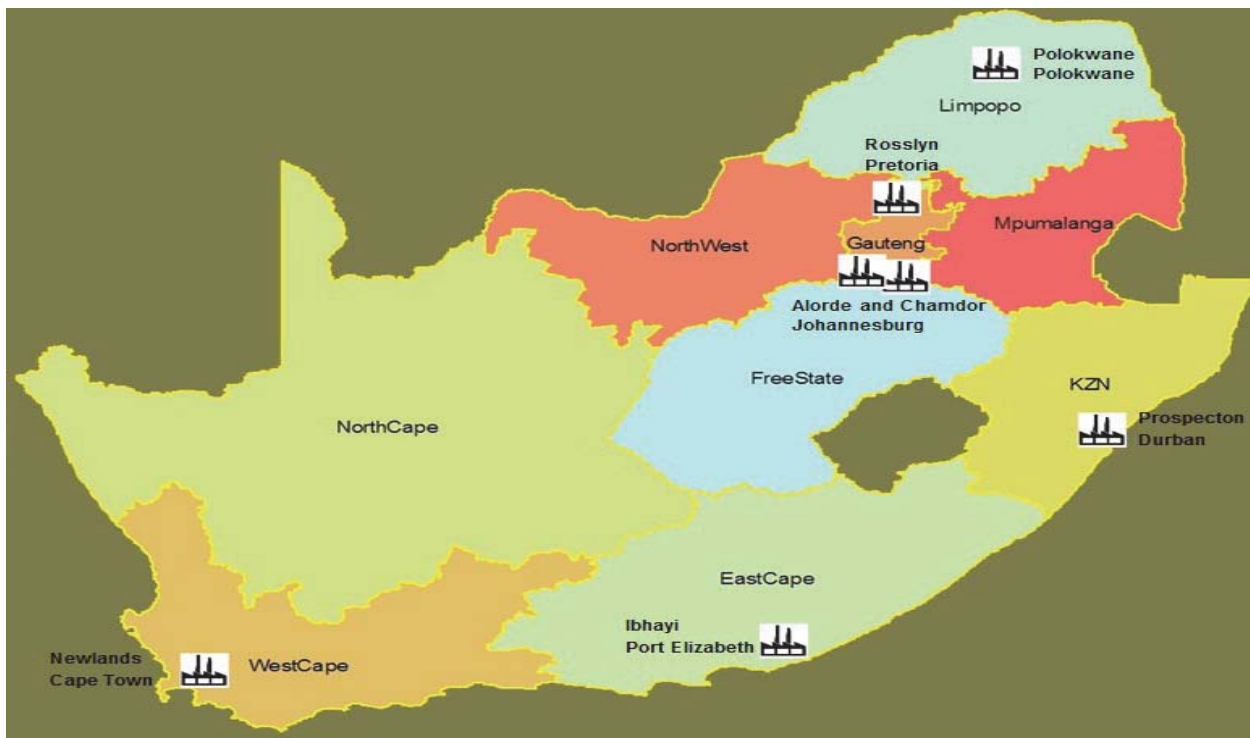 Polokwane
Polokwane
Limpopo
Rosslyn
Pretoria
Mpumalanga
NorthWest
Gauteng
Alorde and Chamdor
Johannesburg
FreeState
KZN
NorthCape
Prospecton
Durban
EastCape
Ibhayi
Port Elizabeth
Newlands
Cape Town
WestCape